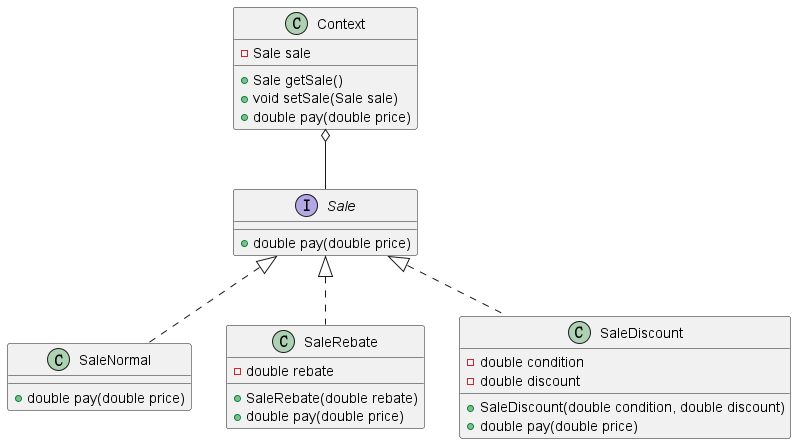 C Context
Sale sale
Sale getSale()
void setSale(Sale sale)
double pay(double price)
I Sale
double pay(double price)
C SaleNormal
double pay(double price)
C SaleRebate
double rebate
SaleRebate(double rebate)
double pay(double price)
C SaleDiscount
double condition
double discount
SaleDiscount(double condition, double discount)
double pay(double price)